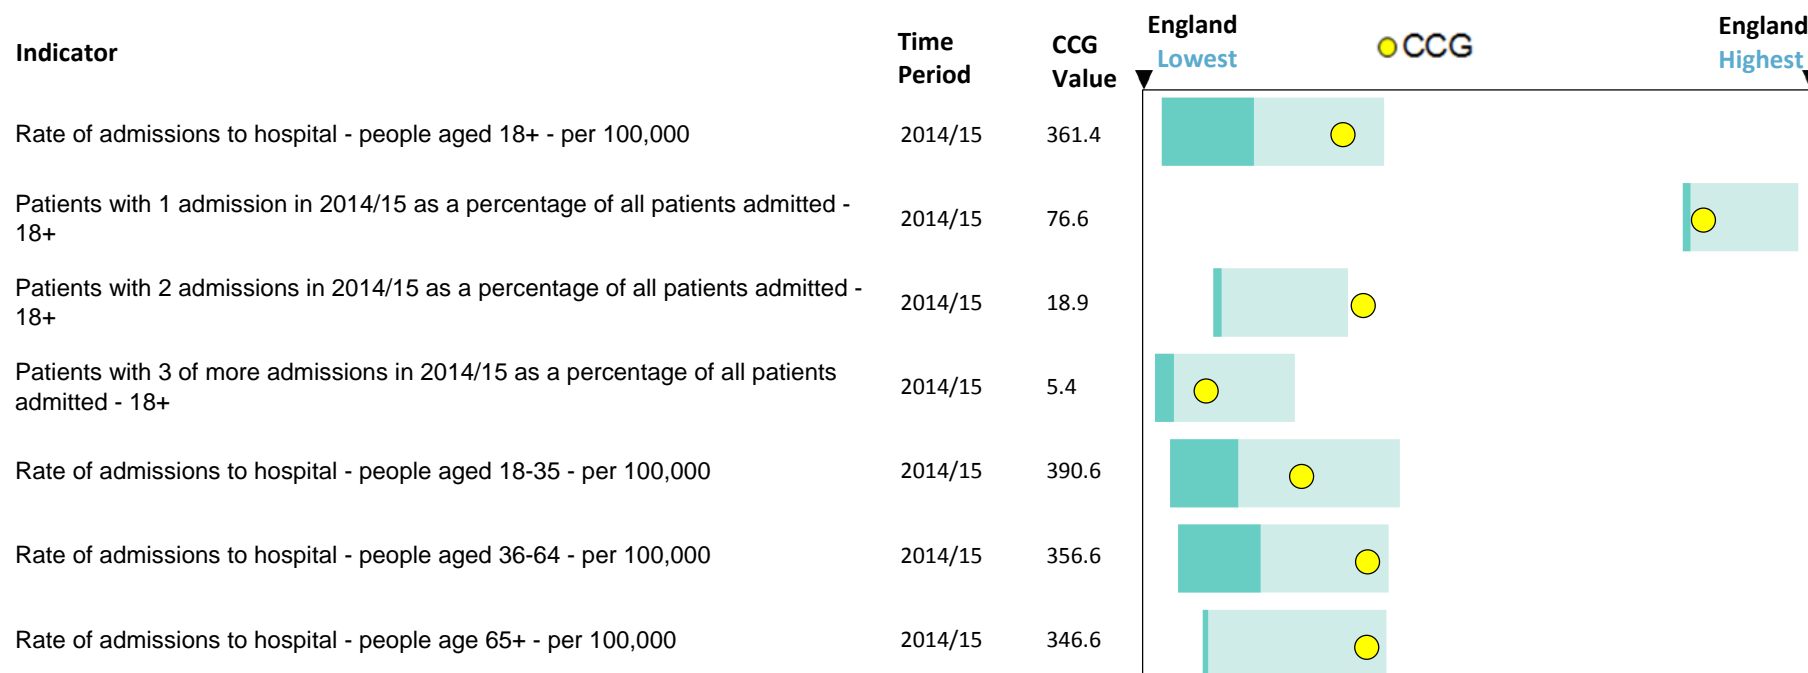 Indicator
Time
Period
CCG
Value
England
Lowest
CCG
England
Highest
Rate of admissions to hospital - people aged 18+ - per 100,000 2014/15 361.4
Patients with 1 admission in 2014/15 as a percentage of all patients admitted -
18+
2014/15 76.6
Patients with 2 admissions in 2014/15 as a percentage of all patients admitted -
18+
2014/15 18.9
Patients with 3 of more admissions in 2014/15 as a percentage of all patients
admitted - 18+
2014/15 5.4
Rate of admissions to hospital - people aged 18-35 - per 100,000 2014/15 390.6
Rate of admissions to hospital - people aged 36-64 - per 100,000 2014/15 356.6
Rate of admissions to hospital - people age 65+ - per 100,000 2014/15 346.6